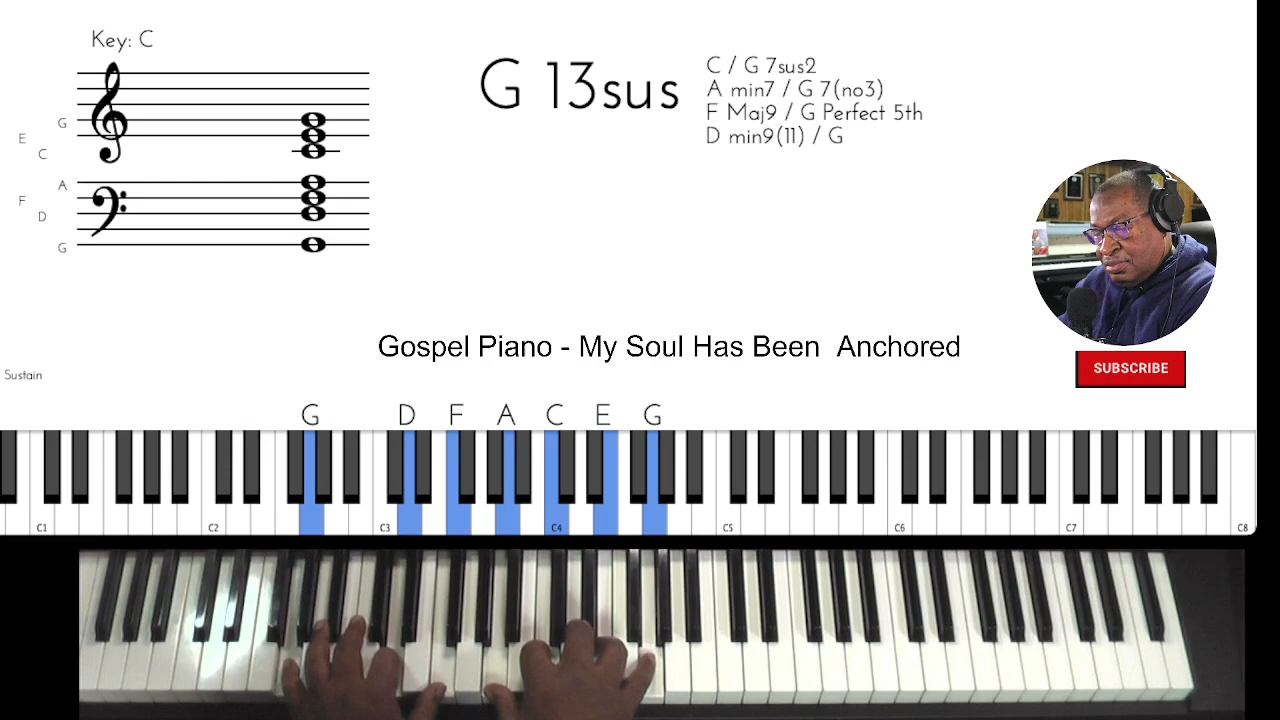 Key: C
G 13sus
C / G 7sus2
A min7 / G 7(no3)
F Maj9 / G Perfect 5th
D min9(11) / G
G
E
C
A
F
D
G
Gospel Piano - My Soul Has Been  Anchored
SUBSCRIBE
Sustain
G D F A C E G
C1 C2 C3 C4 C5 C6 C7 C8